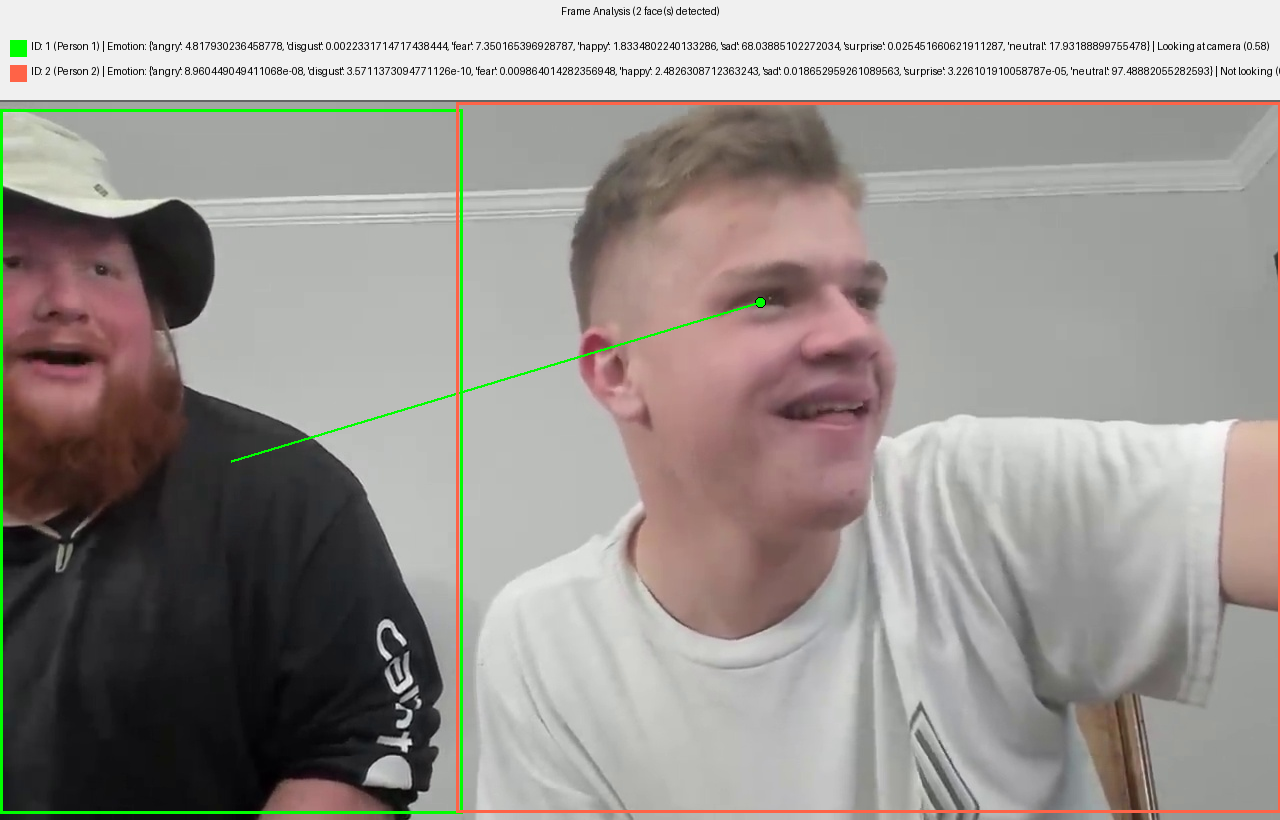 Frame Analysis (2 face(s) detected)
ID: 1 (Person 1) | Emotion: {'angry': 4.817930236458778, 'disgust': 0.0022331714717438444, 'fear': 7.350165396928787, 'happy': 1.8334802240133286, 'sad': 68.03885102272034, 'surprise': 0.025451660621911287, 'neutral': 17.93188899755478} | Looking at camera (0.58)
ID: 2 (Person 2) | Emotion: {'angry': 8.960449049411068e-08, 'disgust': 3.5711373094771126e-10, 'fear': 0.009864014282356948, 'happy': 2.4826308712363243, 'sad': 0.018652959261089563, 'surprise': 3.226101910058787e-05, 'neutral': 97.48882055282593} | Not looking (